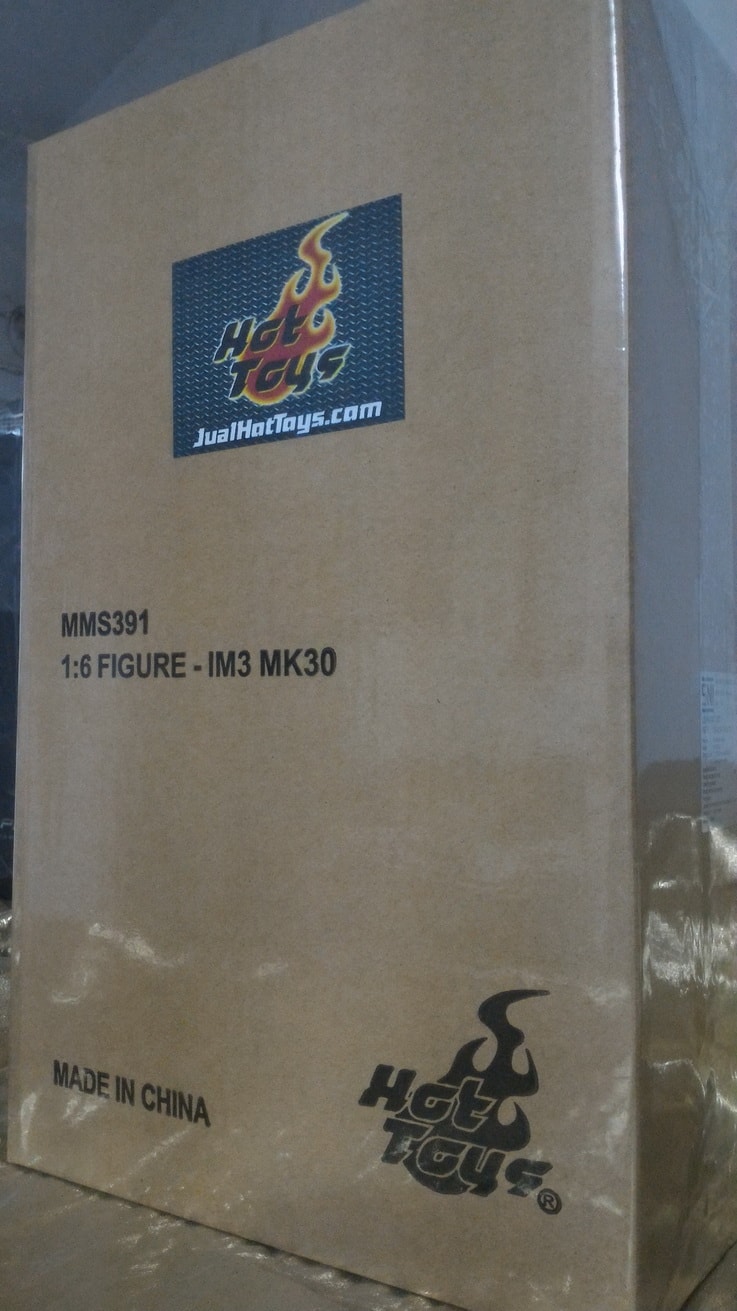 Hot
Toys
JualHotToys.com
MMS391
1:6 FIGURE - IM3 MK30
MADE IN CHINA
Hot
Toys®